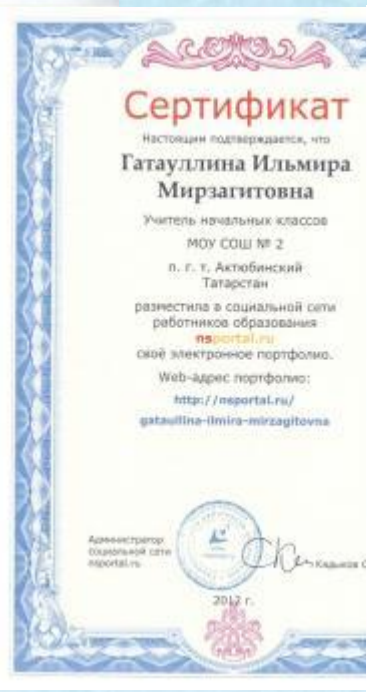 Сертификат
Настоящим подтверждается, что
Гатауллина Ильмира
Мирзагитовна
Учитель начальных классов
МОУ СОШ № 2
п. г. т. Актюбинский
Татарстан
разместила в социальной сети
работников образования
nsportal.ru
своё электронное портфолио.
Web-адрес портфолио:
http://nsportal.ru/
gataullina-ilmira-mirzagitovna
Администратор
социальной сети
nsportal.ru
2012 г.